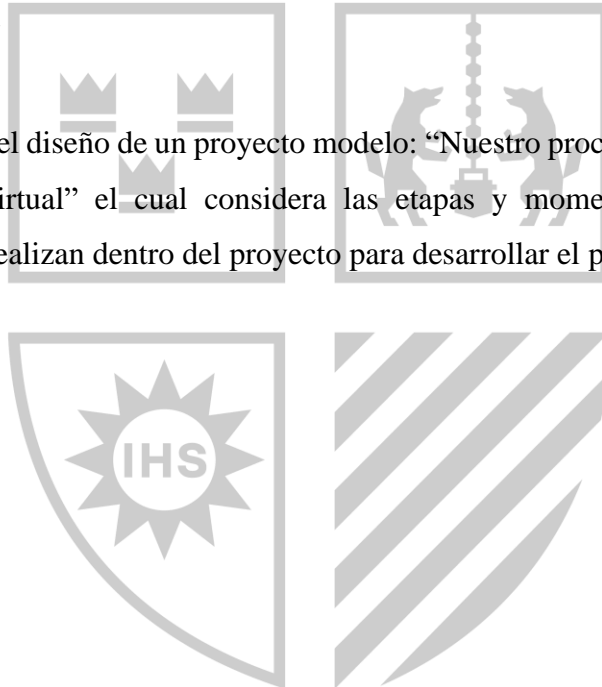 el diseño de un proyecto modelo: “Nuestro proc
irtual” el cual considera las etapas y mome
ealizan dentro del proyecto para desarrollar el p
IHS